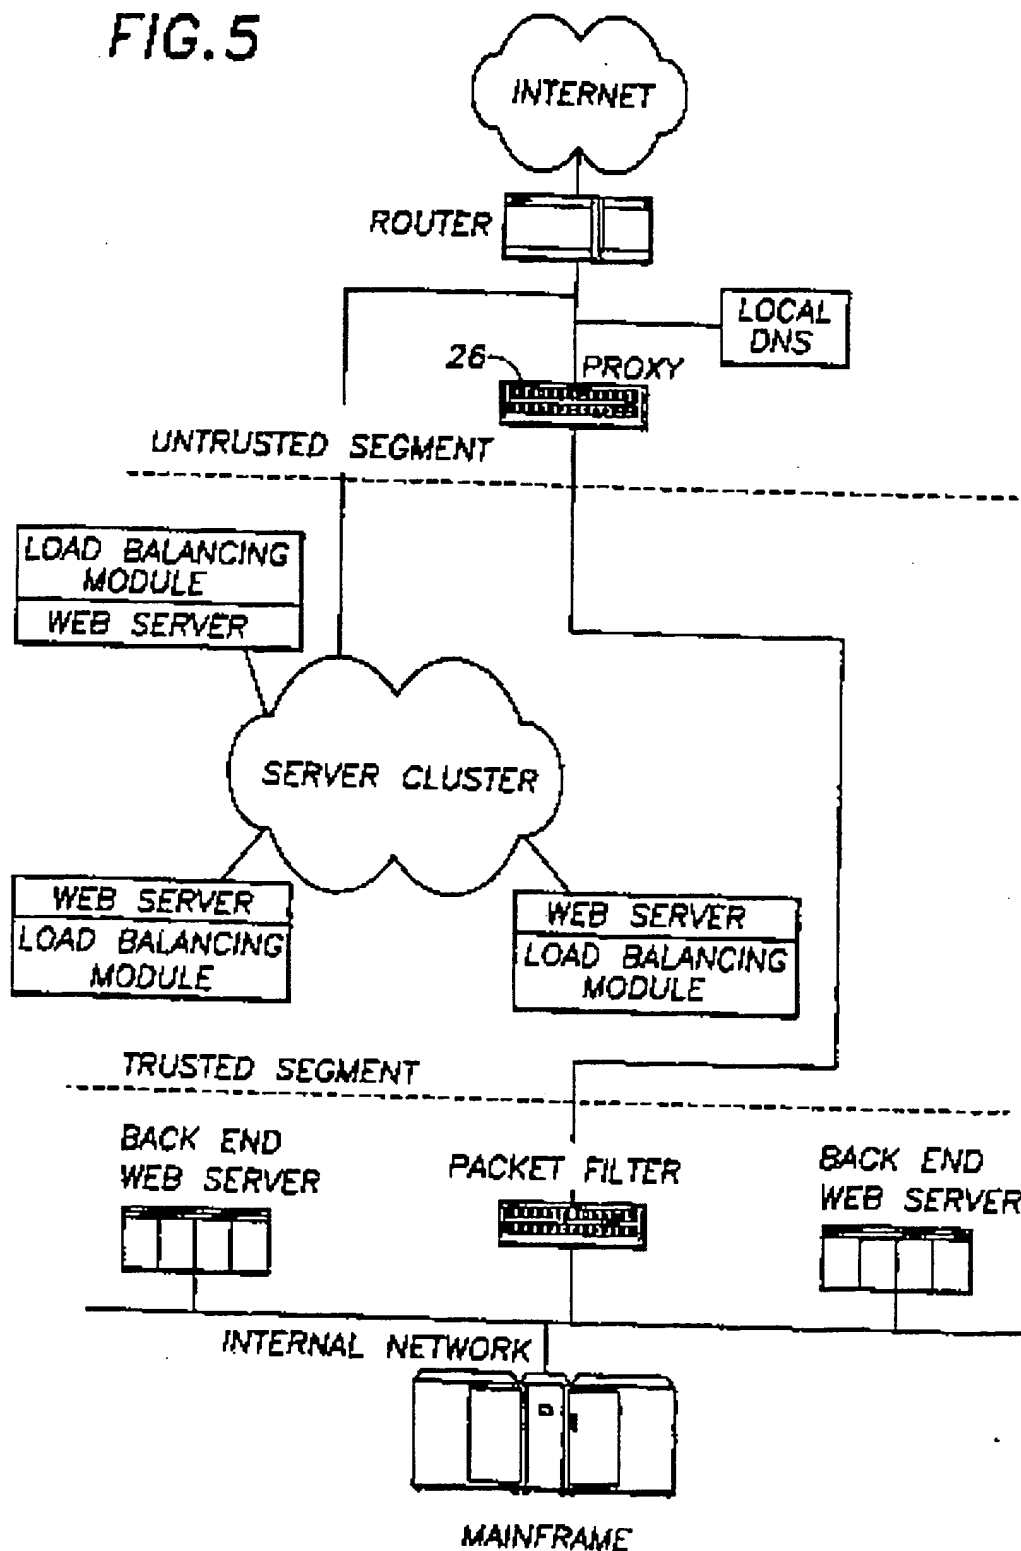 FIG. 5
INTERNET
ROUTER
LOCAL
DNS
26
PROXY
UNTRUSTED SEGMENT
LOAD BALANCING
MODULE
WEB SERVER
SERVER CLUSTER
WEB SERVER
LOAD BALANCING
MODULE
WEB SERVER
LOAD BALANCING
MODULE
TRUSTED SEGMENT
BACK END
WEB SERVER
PACKET FILTER
BACK END
WEB SERVER
INTERNAL NETWORK
MAINFRAME